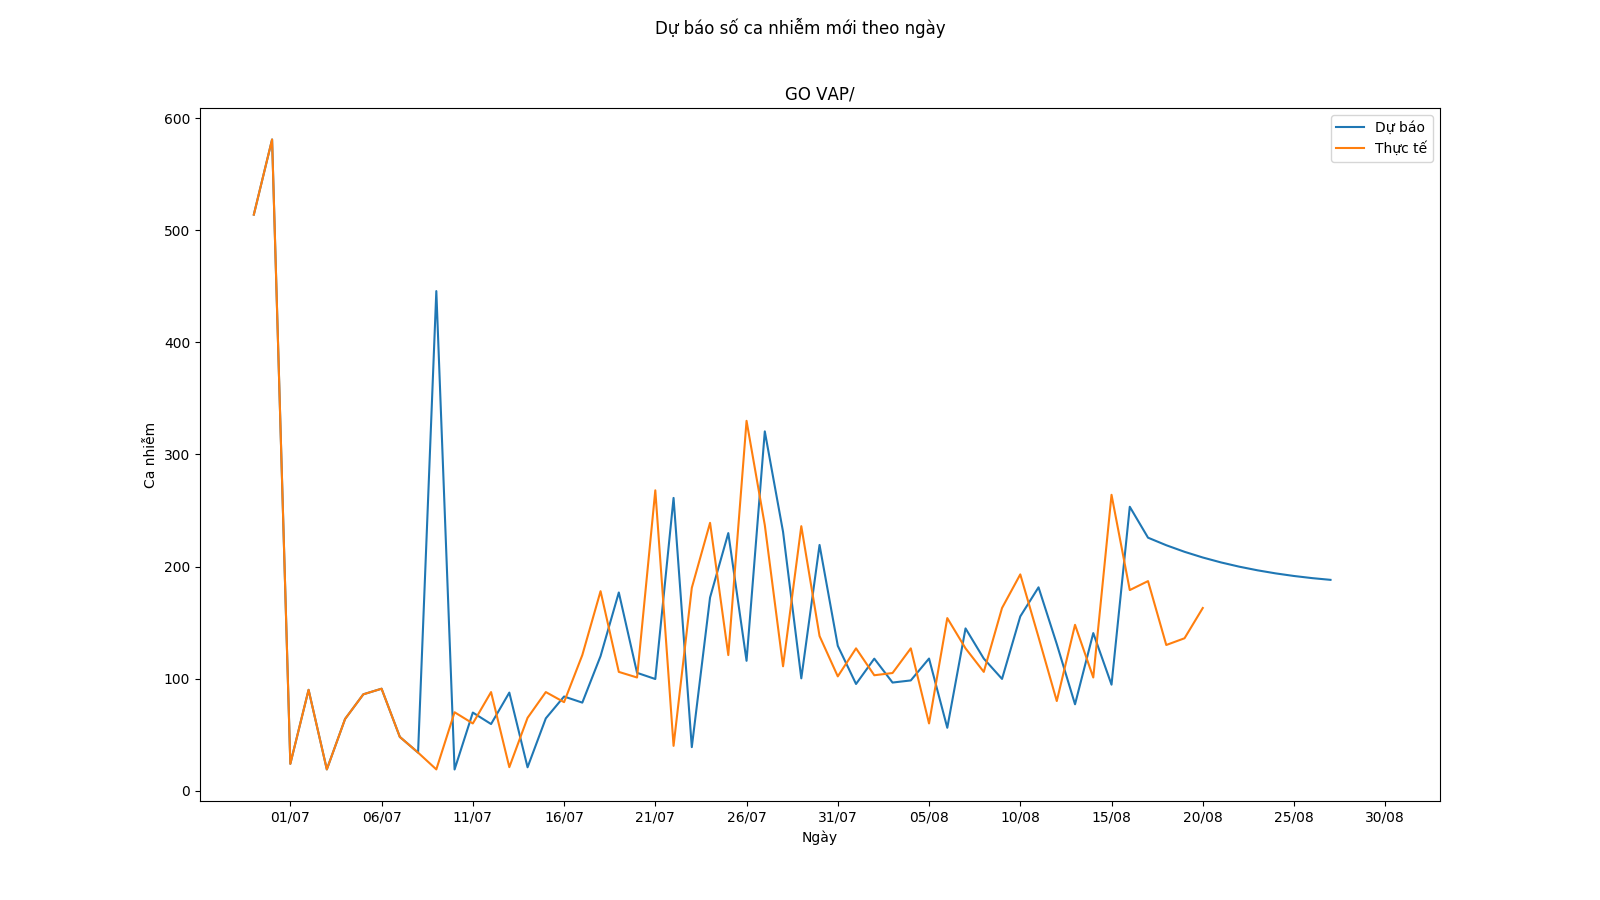 Dự báo số ca nhiễm mới theo ngày
GO VAP/
Dự báo
Thực tế
600
500
400
300
200
100
0
Ca nhiễm
01/07 06/07 11/07 16/07 21/07 26/07 31/07 05/08 10/08 15/08 20/08 25/08 30/08
Ngày